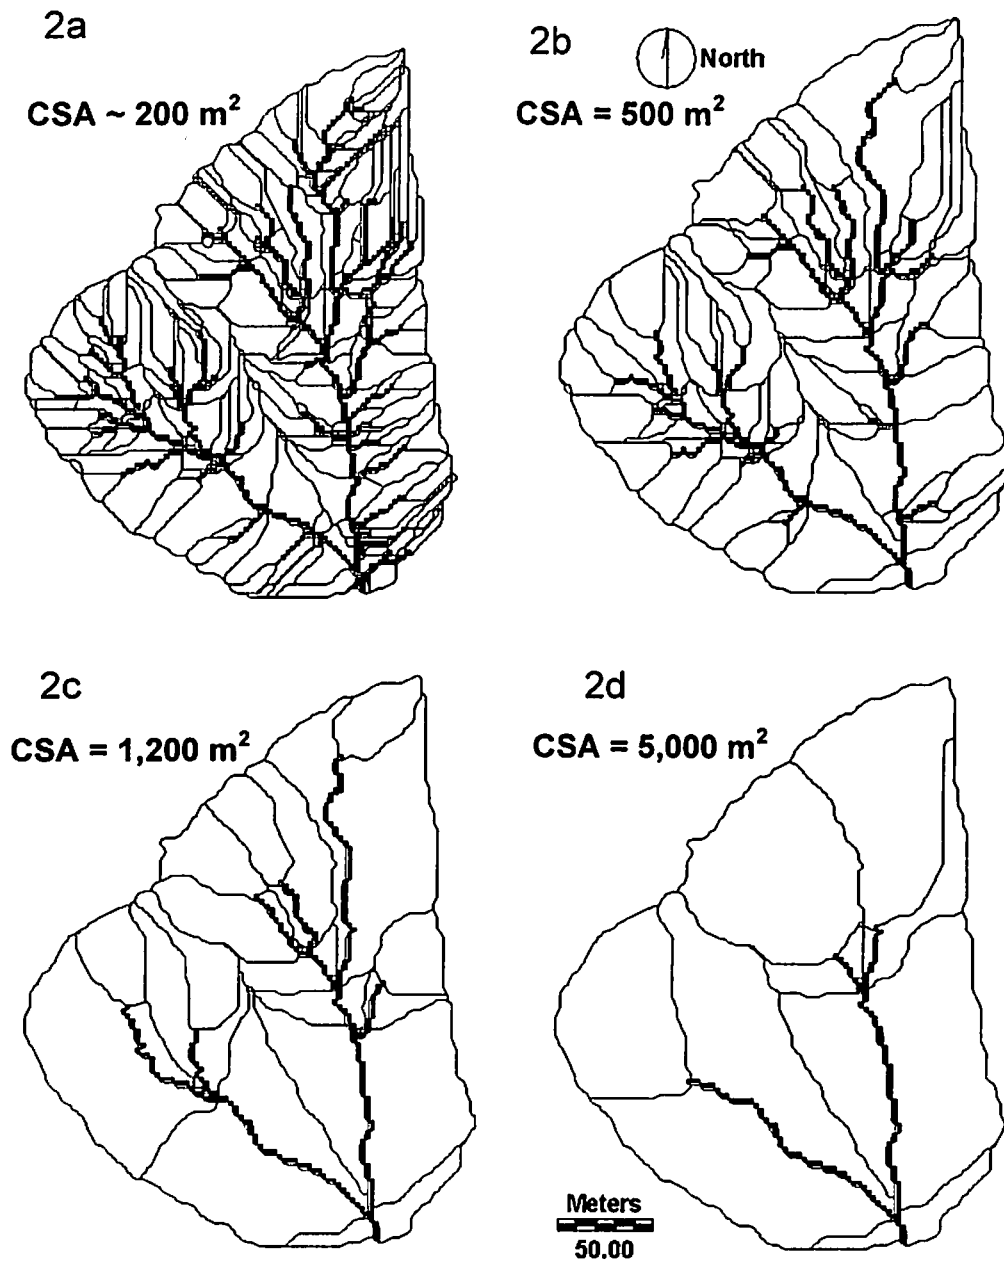 2a
CSA ~ 200 m²
2b
North
CSA = 500 m²
2c
CSA = 1,200 m²
2d
CSA = 5,000 m²
Meters
50.00